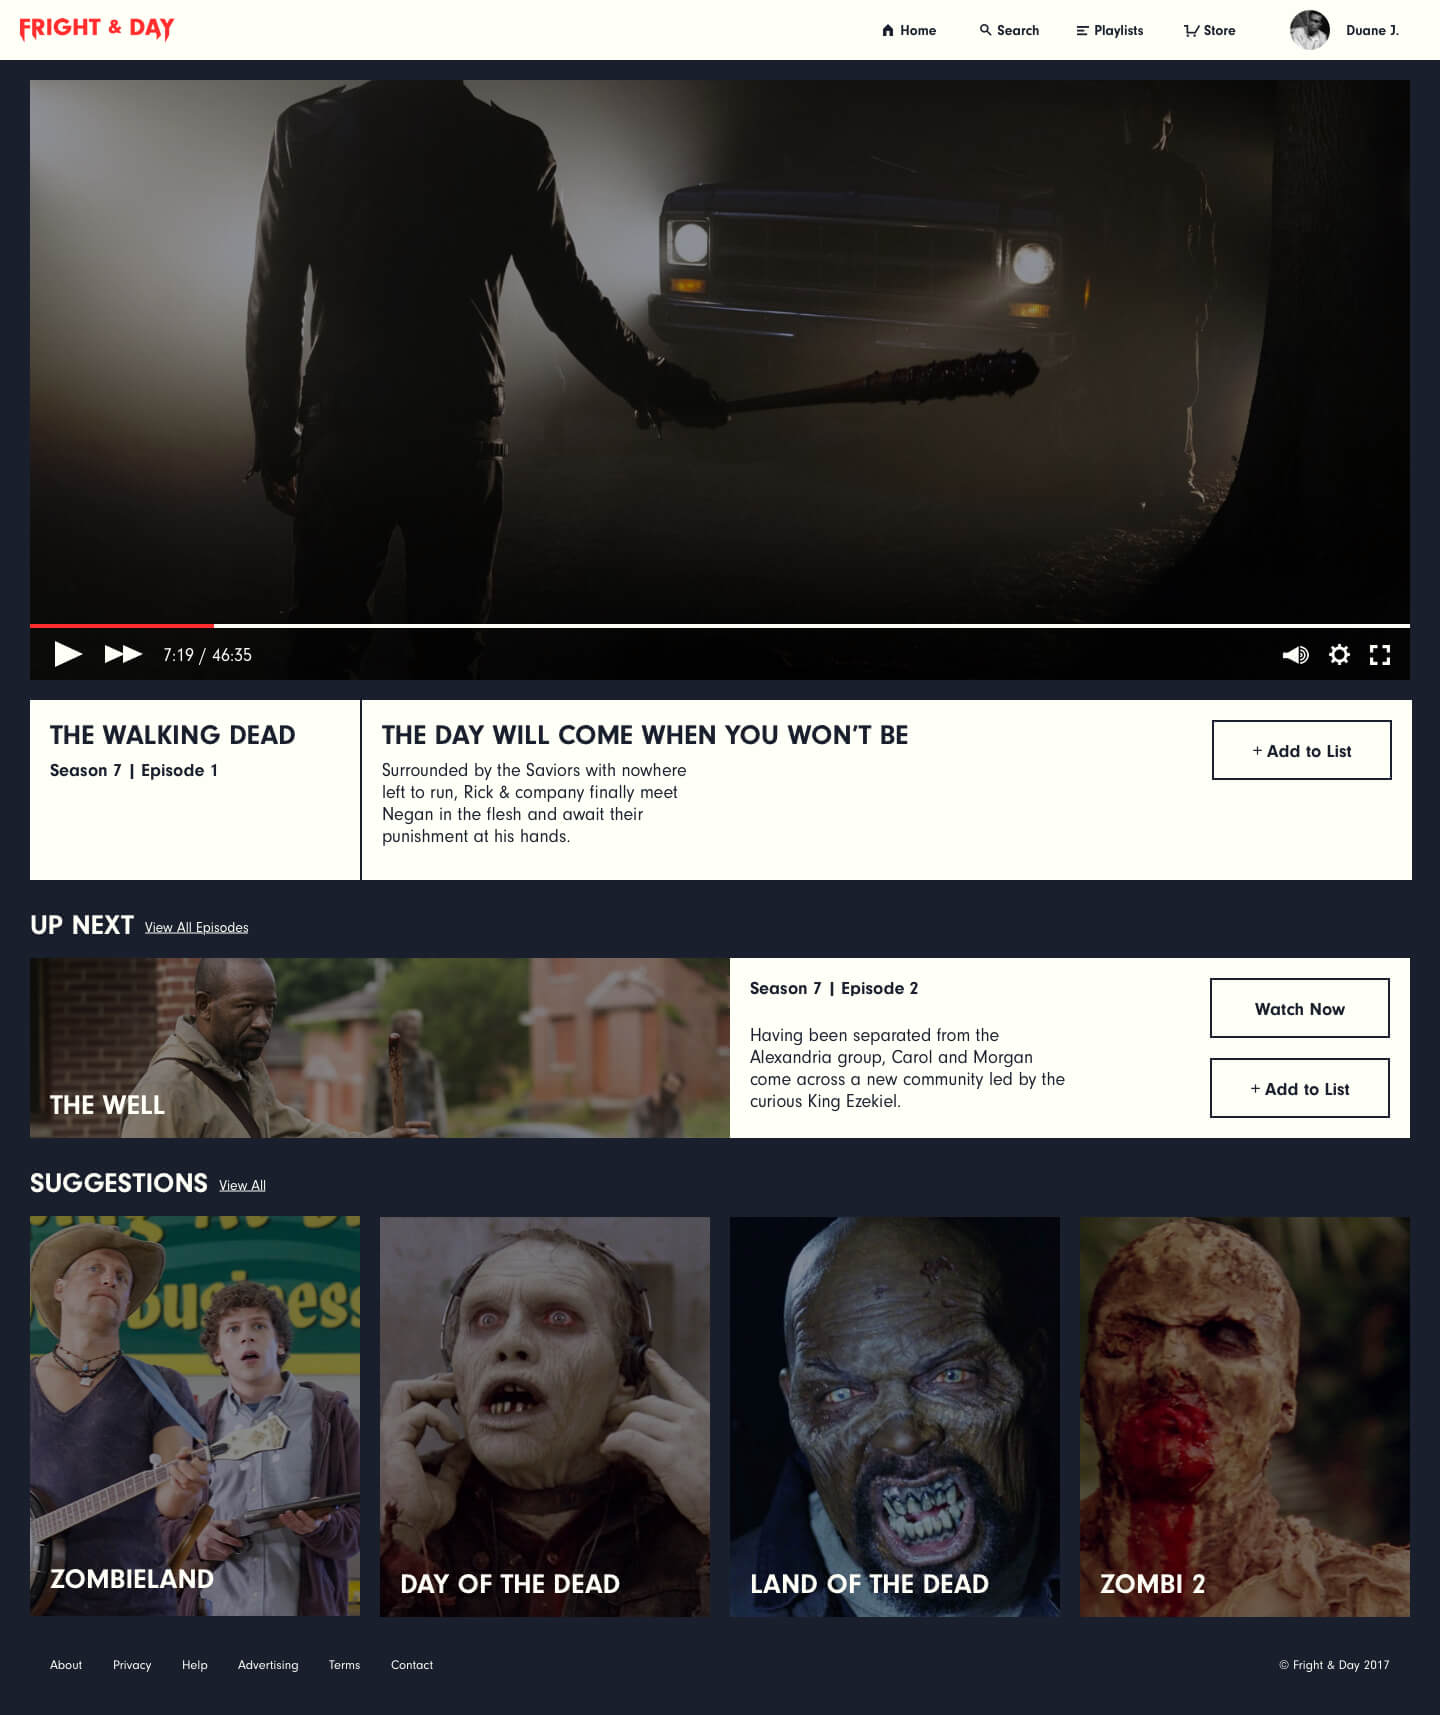 FRIGHT & DAY
Home
Search
Playlists
Store
Duane J.
7:19 / 46:35
THE WALKING DEAD
Season 7 | Episode 1
THE DAY WILL COME WHEN YOU WON'T BE
Surrounded by the Saviors with nowhere
left to run, Rick & company finally meet
Negan in the flesh and await their
punishment at his hands.
+ Add to List
UP NEXT View All Episodes
THE WELL
Season 7 | Episode 2
Having been separated from the
Alexandria group, Carol and Morgan
come across a new community led by the
curious King Ezekiel.
Watch Now
+ Add to List
SUGGESTIONS View All
business
ZOMBIELAND
DAY OF THE DEAD
LAND OF THE DEAD
ZOMBI 2
About Privacy Help Advertising Terms Contact
© Fright & Day 2017